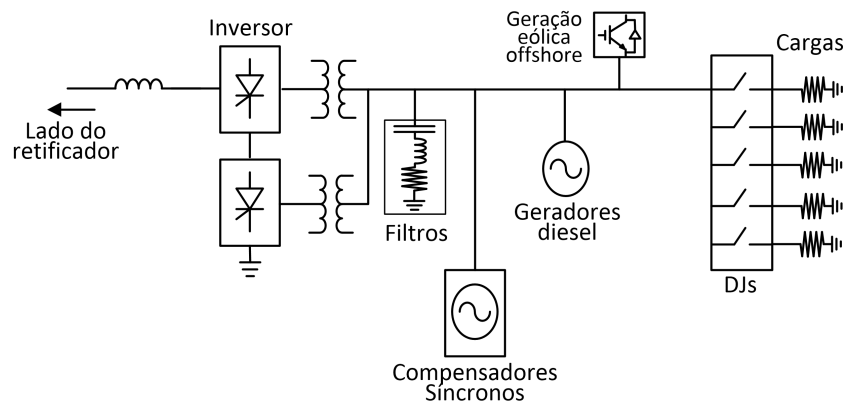 Inversor
Geração
eólica
offshore
Cargas
Lado do
retificador
Filtros
Geradores
diesel
DJs
Compensadores
Síncronos